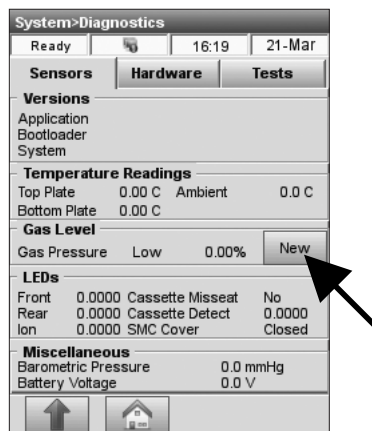 System>Diagnostics
Ready 16:19 21-Mar
Sensors Hardware Tests
Versions
Application
Bootloader
System
Temperature Readings
Top Plate 0.00 C Ambient 0.0 C
Bottom Plate 0.00 C
Gas Level
Gas Pressure Low 0.00% New
LEDs
Front 0.0000 Cassette Misseat No
Rear 0.0000 Cassette Detect 0.0000
Ion 0.0000 SMC Cover Closed
Miscellaneous
Barometric Pressure 0.0 mmHg
Battery Voltage 0.0 V